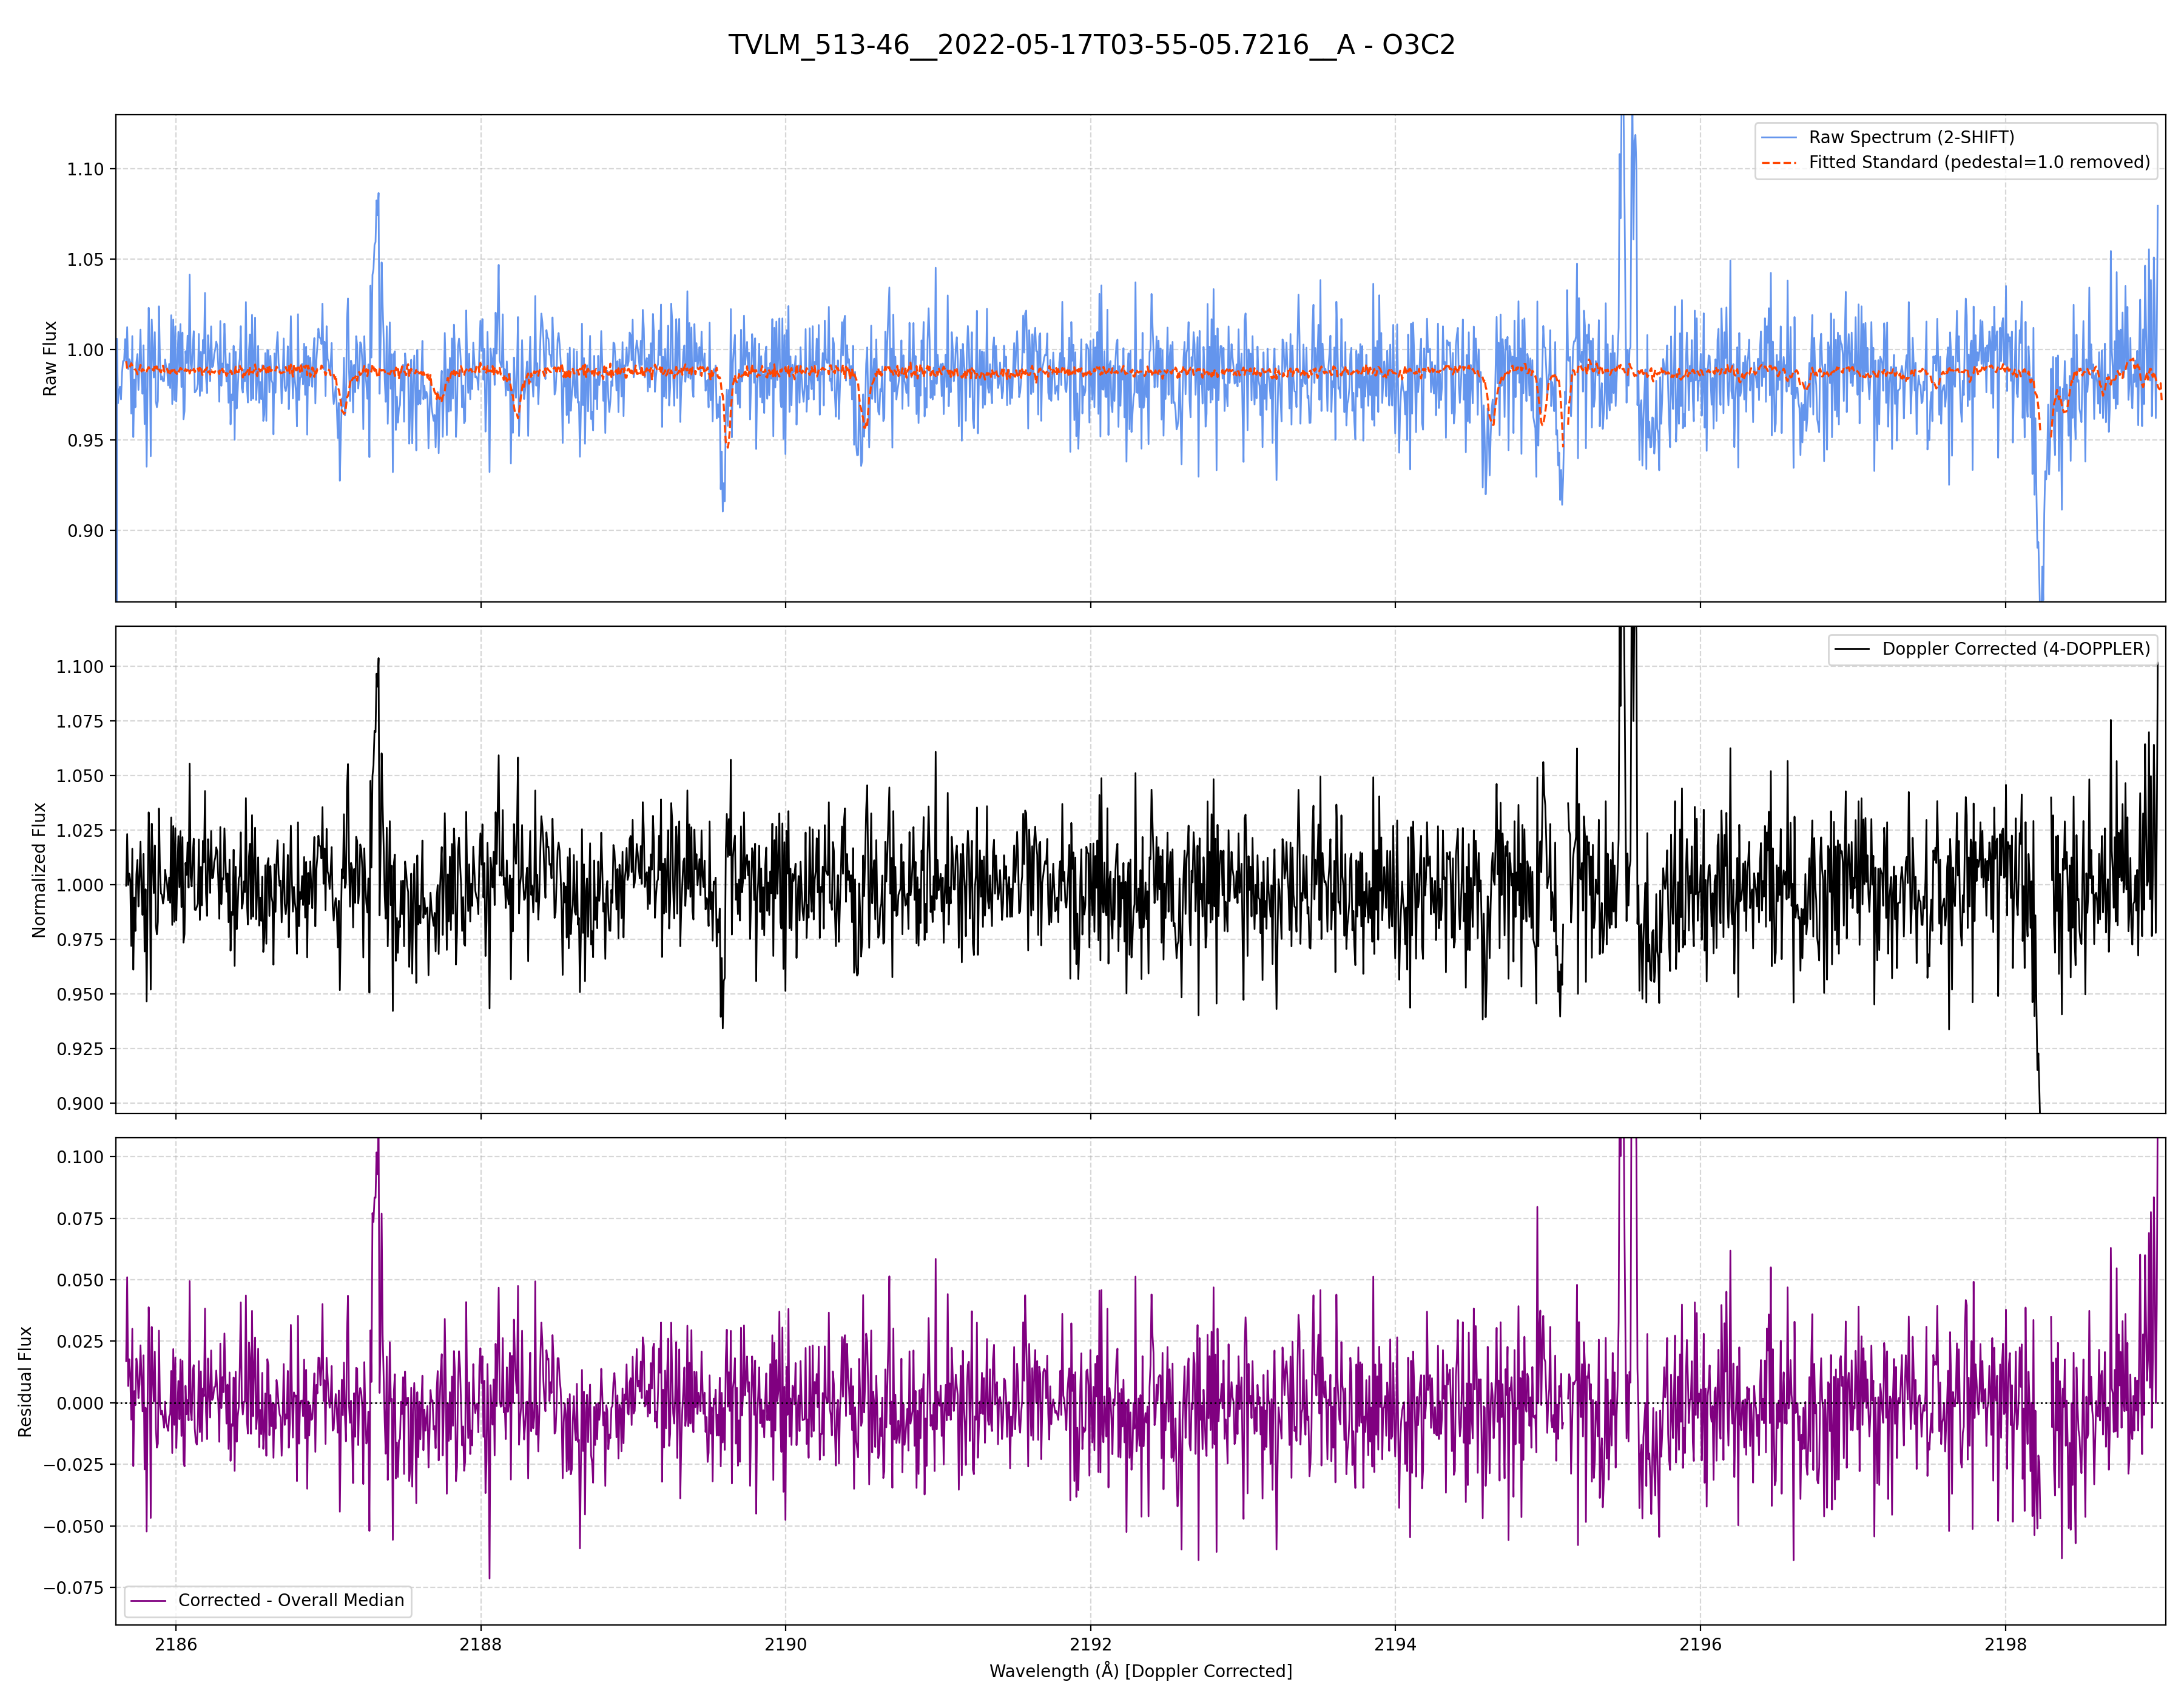 TVLM_513-46__2022-05-17T03-55-05.7216__A - O3C2
Raw Spectrum (2-SHIFT)
Fitted Standard (pedestal=1.0 removed)
Raw Flux
1.10
1.05
1.00
0.95
0.90
Doppler Corrected (4-DOPPLER)
Normalized Flux
1.100
1.075
1.050
1.025
1.000
0.975
0.950
0.925
0.900
Residual Flux
0.100
0.075
0.050
0.025
0.000
−0.025
−0.050
−0.075
Corrected - Overall Median
2186 2188 2190 2192 2194 2196 2198
Wavelength (Å) [Doppler Corrected]